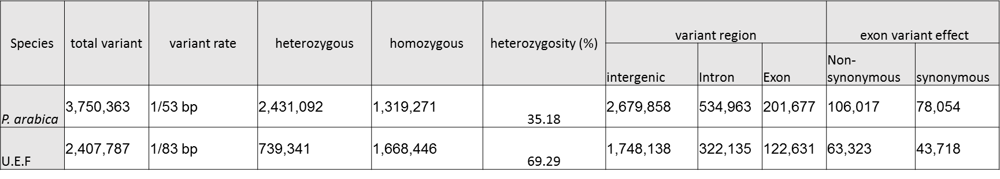 Species total variant variant rate heterozygous homozygous heterozygosity (%) variant region exon variant effect
intergenic Intron Exon Non-synonymous synonymous
P. arabica 3,750,363 1/53 bp 2,431,092 1,319,271 35.18 2,679,858 534,963 201,677 106,017 78,054
U.E.F 2,407,787 1/83 bp 739,341 1,668,446 69.29 1,748,138 322,135 122,631 63,323 43,718